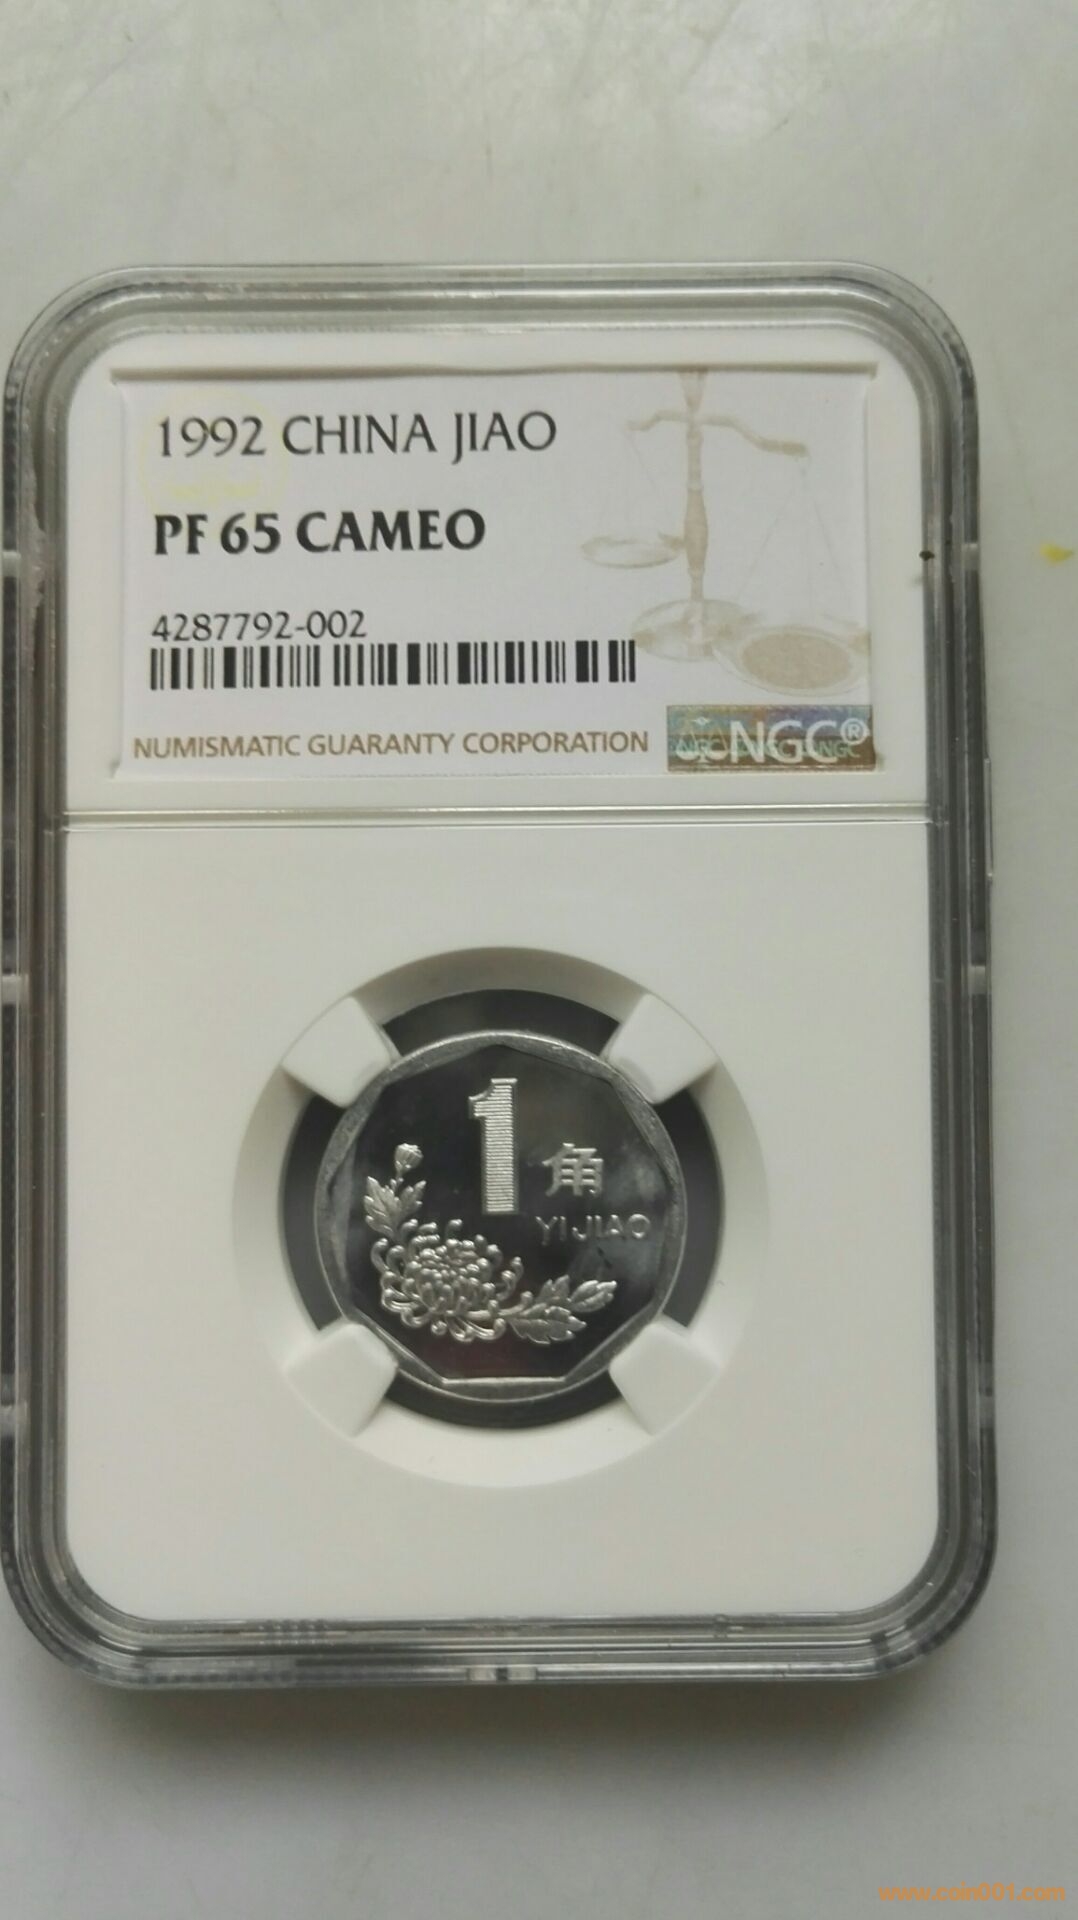 1992 CHINA JIAO
PF 65 CAMEO
4287792-002
NUMISMATIC GUARANTY CORPORATION
NGC®
1
角
YI JIAO
www.coin001.com